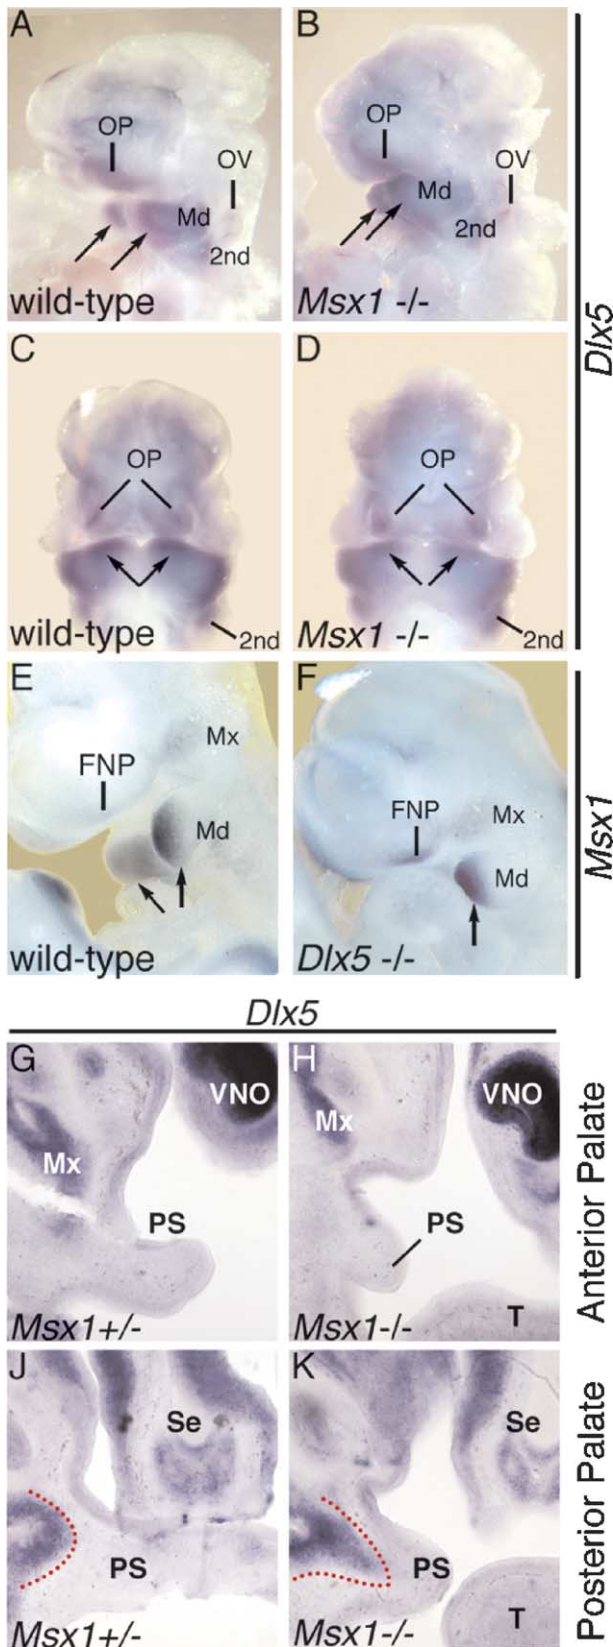 A
B
OP
OP
OV
OV
Md
Md
2nd
2nd
wild-type
Msx1 -/-
Dlx5
C
D
OP
OP
wild-type
2nd
Msx1 -/-
2nd
E
F
Mx
FNP
FNP
Mx
Md
Md
wild-type
Dlx5 -/-
Msx1
Dlx5
G
H
VNO
VNO
Mx
Mx
PS
PS
T
Msx1+/-
Msx1-/-
Anterior Palate
J
K
Se
Se
PS
PS
T
Msx1+/-
Msx1-/-
Posterior Palate